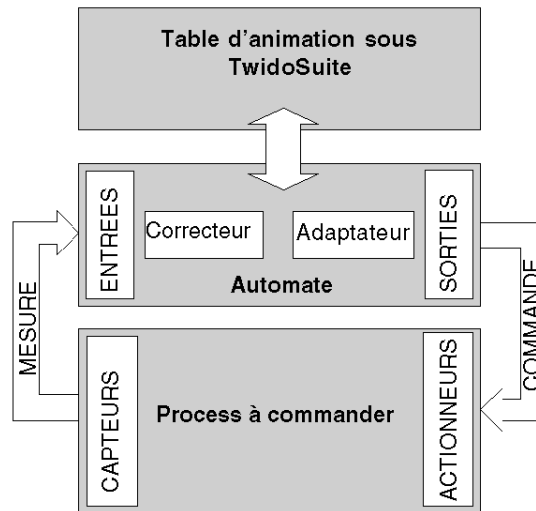 Table d'animation sous
TwidoSuite
ENTREES
Correcteur
Adaptateur
SORTIES
Automate
MESURE
COMMANDE
CAPTEURS
Process à commander
ACTIONNEURS